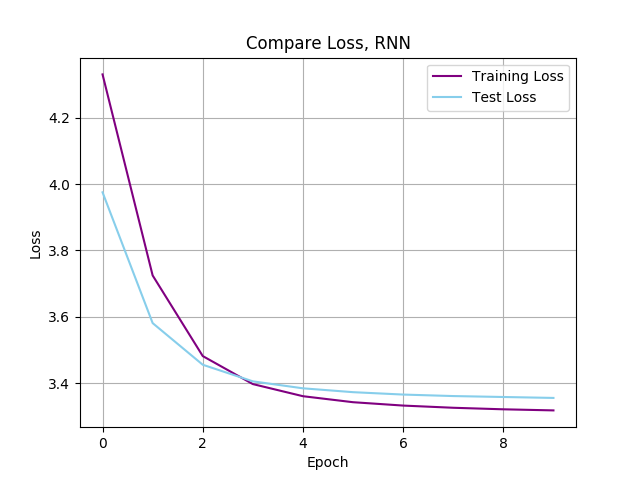 Compare Loss, RNN
Training Loss
Test Loss
4.2
4.0
3.8
3.6
3.4
Loss
0 2 4 6 8
Epoch